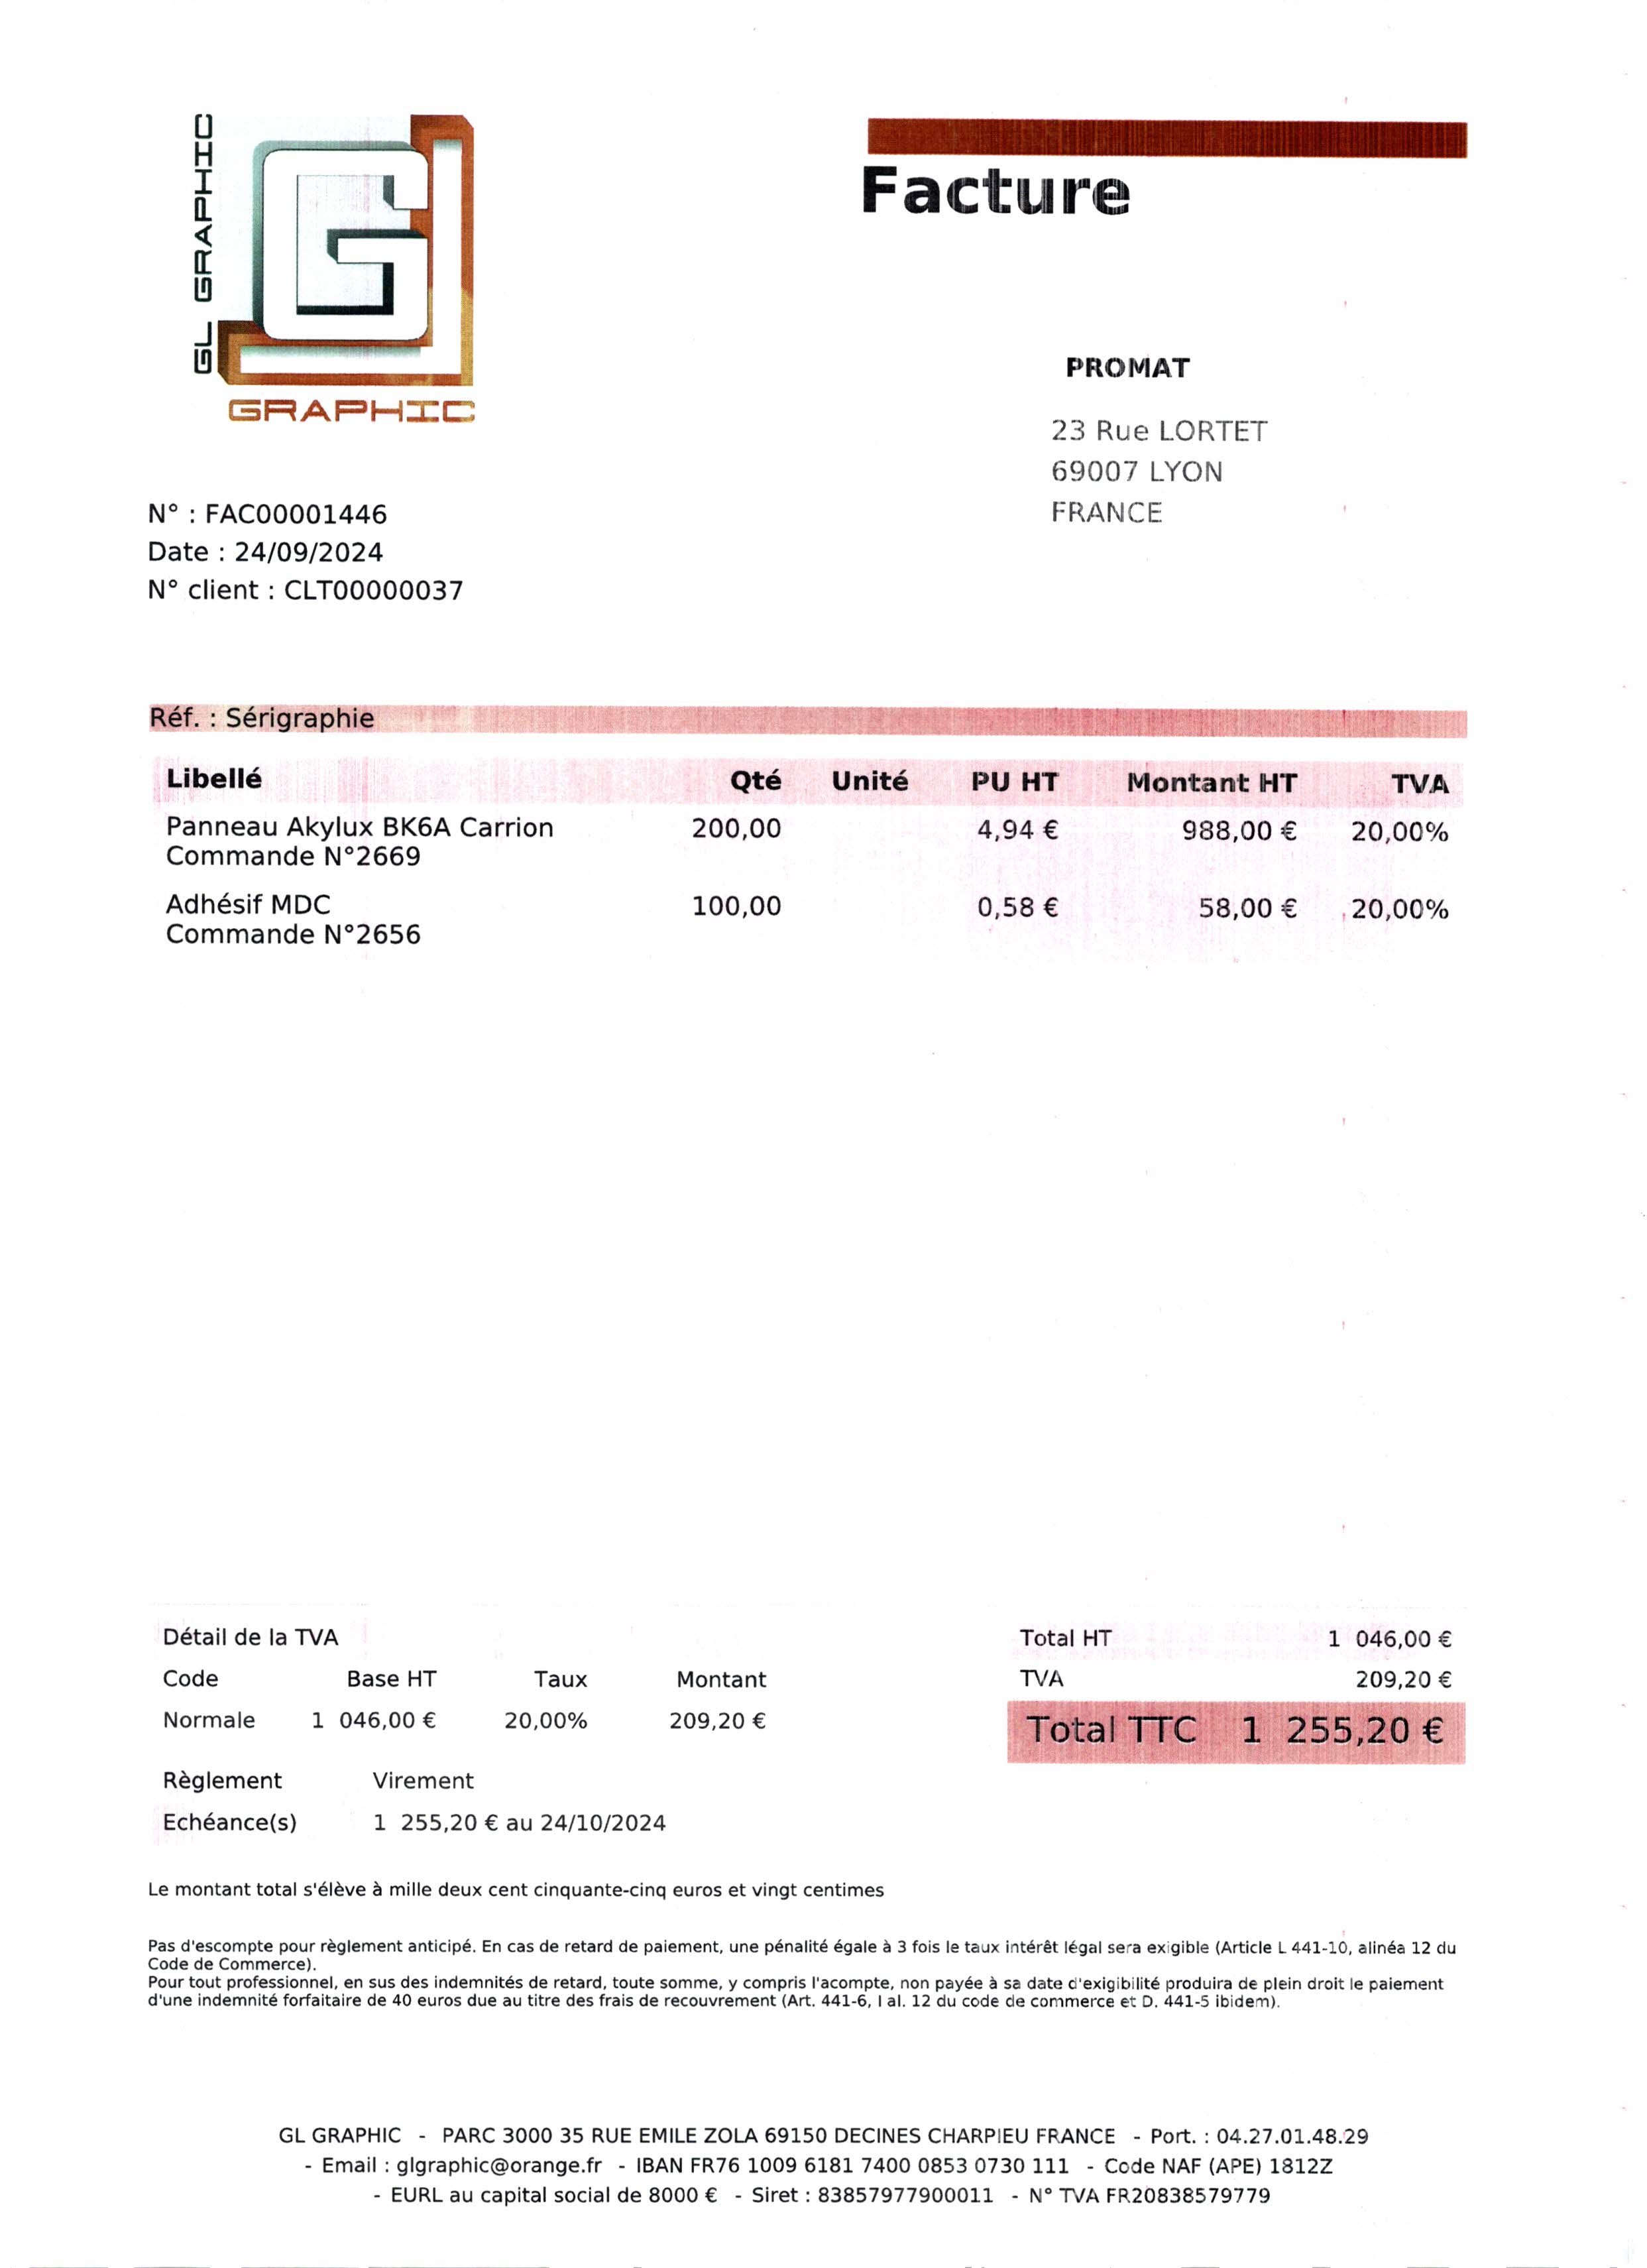 GL GRAPHIC
G
GRAPHIC
Facture
PROMAT
23 Rue LORTET
69007 LYON
FRANCE
N° : FAC00001446
Date : 24/09/2024
N° client : CLT00000037
Réf. : Sérigraphie
Libellé Qté Unité PU HT Montant HT TVA
Panneau Akylux BK6A Carrion 200,00 4,94 € 988,00 € 20,00%
Commande N°2669
Adhésif MDC 100,00 0,58 € 58,00 € 20,00%
Commande N°2656
Détail de la TVA
Code Base HT Taux Montant
Normale 1 046,00 € 20,00% 209,20 €
Total HT 1 046,00 €
TVA 209,20 €
Total TTC 1 255,20 €
Règlement Virement
Echéance(s) 1 255,20 € au 24/10/2024
Le montant total s'élève à mille deux cent cinquante-cinq euros et vingt centimes
Pas d'escompte pour règlement anticipé. En cas de retard de paiement, une pénalité égale à 3 fois le taux intérêt légal sera exigible (Article L 441-10, alinéa 12 du
Code de Commerce).
Pour tout professionnel, en sus des indemnités de retard, toute somme, y compris l'acompte, non payée à sa date d'exigibilité produira de plein droit le paiement
d'une indemnité forfaitaire de 40 euros due au titre des frais de recouvrement (Art. 441-6, I al. 12 du code de commerce et D. 441-5 ibidem).
GL GRAPHIC - PARC 3000 35 RUE EMILE ZOLA 69150 DECINES CHARPIEU FRANCE - Port. : 04.27.01.48.29
- Email : glgraphic@orange.fr - IBAN FR76 1009 6181 7400 0853 0730 111 - Code NAF (APE) 1812Z
- EURL au capital social de 8000 € - Siret : 83857977900011 - N° TVA FR20838579779